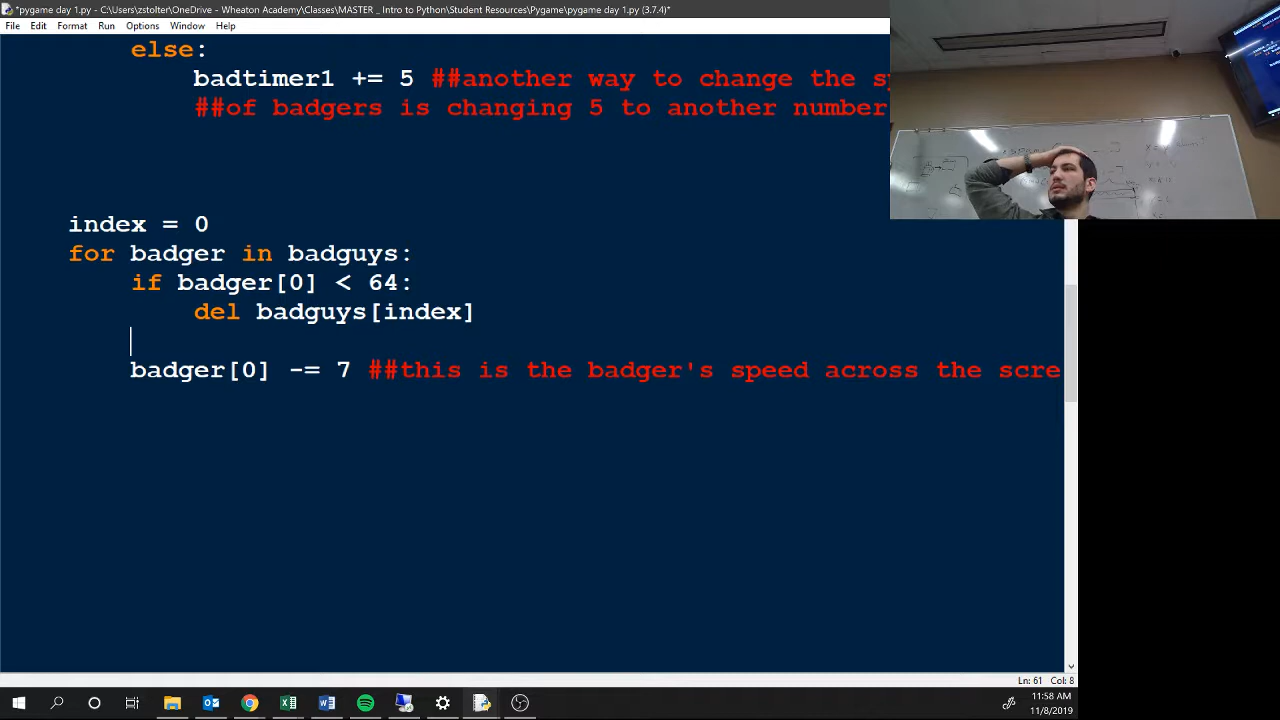 *pygame day 1.py - C:\Users\zstolter\OneDrive - Wheaton Academy\Classes\MASTER _ Intro to Python\Student Resources\Pygame\pygame day 1.py (3.7.4)*
File Edit Format Run Options Window Help
else:
badtimer1 += 5 ##another way to change the
##of badgers is changing 5 to another number
index = 0
for badger in badguys:
if badger[0] < 64:
del badguys[index]
badger[0] -= 7 ##this is the badger's speed across the scre
Ln: 61 Col: 8
11:58 AM
11/8/2019